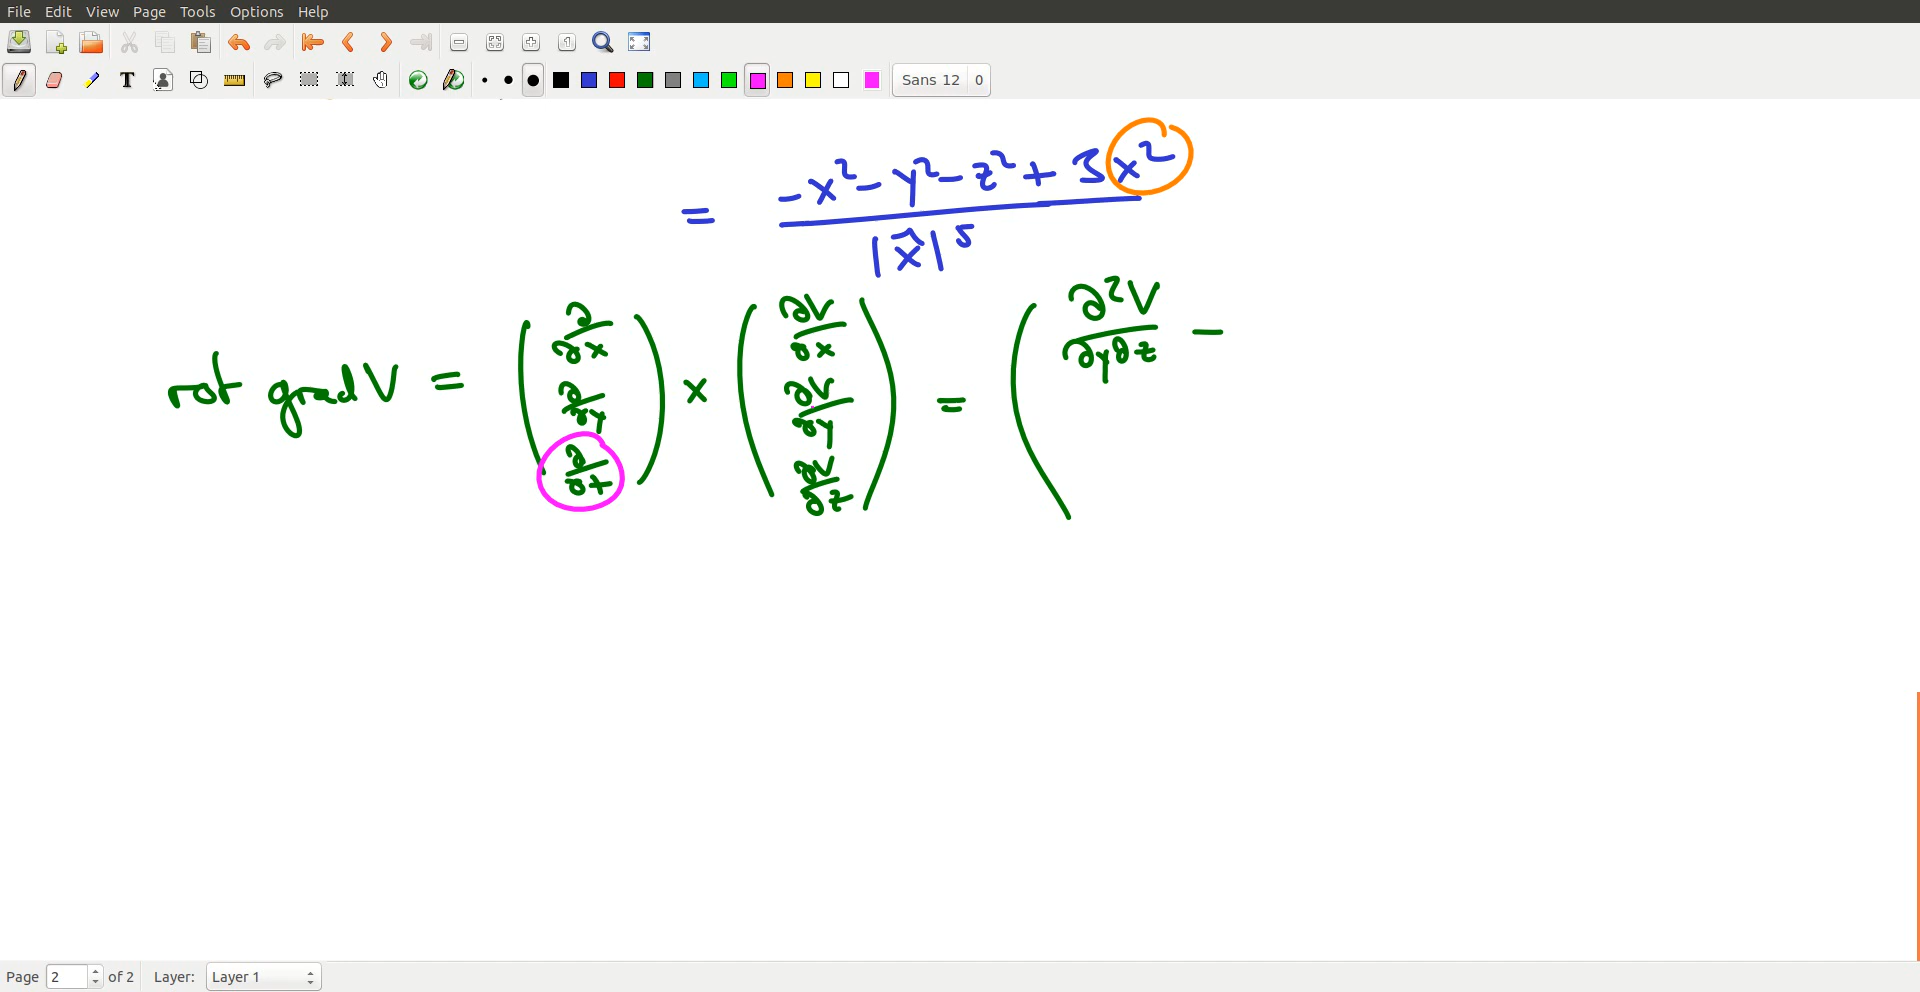 File Edit View Page Tools Options Help
T Sans 12 0
= (-x² - y² - z² + 3x²) / |x⃗|⁵
rot grad V = (∂/∂x, ∂/∂y, ∂/∂z) × (∂V/∂x, ∂V/∂y, ∂V/∂z) = ( ∂²V/∂y∂z -
Page 2 of 2 Layer: Layer 1